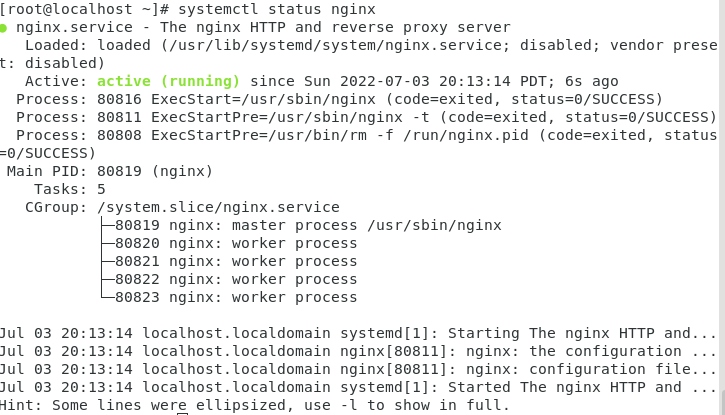 [root@localhost ~]# systemctl status nginx
● nginx.service - The nginx HTTP and reverse proxy server
   Loaded: loaded (/usr/lib/systemd/system/nginx.service; disabled; vendor prese
t: disabled)
   Active: active (running) since Sun 2022-07-03 20:13:14 PDT; 6s ago
  Process: 80816 ExecStart=/usr/sbin/nginx (code=exited, status=0/SUCCESS)
  Process: 80811 ExecStartPre=/usr/sbin/nginx -t (code=exited, status=0/SUCCESS)
  Process: 80808 ExecStartPre=/usr/bin/rm -f /run/nginx.pid (code=exited, status
=0/SUCCESS)
 Main PID: 80819 (nginx)
    Tasks: 5
   CGroup: /system.slice/nginx.service
           ├─80819 nginx: master process /usr/sbin/nginx
           ├─80820 nginx: worker process
           ├─80821 nginx: worker process
           ├─80822 nginx: worker process
           └─80823 nginx: worker process

Jul 03 20:13:14 localhost.localdomain systemd[1]: Starting The nginx HTTP and...
Jul 03 20:13:14 localhost.localdomain nginx[80811]: nginx: the configuration ...
Jul 03 20:13:14 localhost.localdomain nginx[80811]: nginx: configuration file...
Jul 03 20:13:14 localhost.localdomain systemd[1]: Started The nginx HTTP and ...
Hint: Some lines were ellipsized, use -l to show in full.